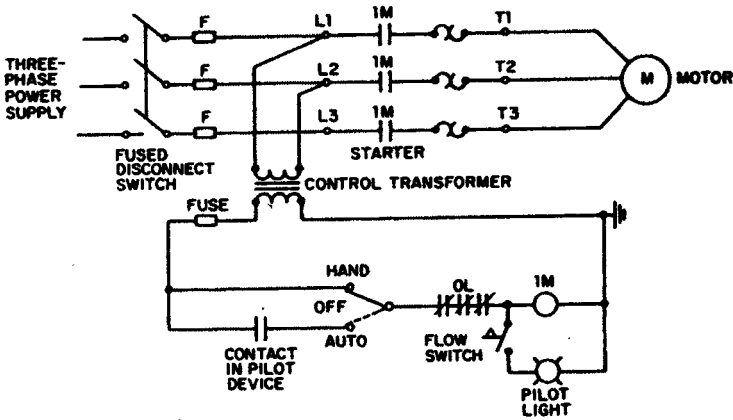 F
L1
1M
T1
THREE-
PHASE
POWER
SUPPLY
F
L2
1M
T2
M
MOTOR
F
L3
1M
T3
STARTER
FUSED
DISCONNECT
SWITCH
CONTROL TRANSFORMER
FUSE
HAND
OFF
AUTO
OL
1M
CONTACT
IN PILOT
DEVICE
FLOW
SWITCH
PILOT
LIGHT